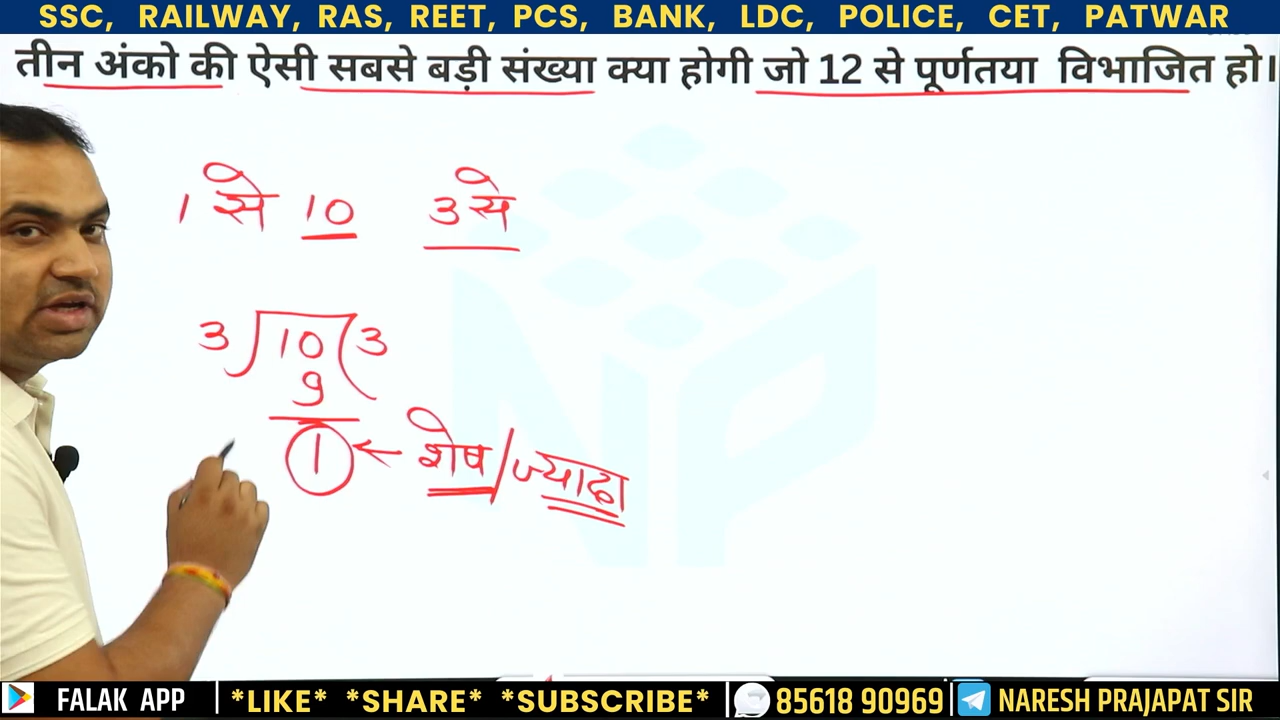 SSC, RAILWAY, RAS, REET, PCS, BANK, LDC, POLICE, CET, PATWAR
तीन अंको की ऐसी सबसे बड़ी संख्या क्या होगी जो 12 से पूर्णतया विभाजित हो।
1 से 10 3 से
3 10 3
9
1 ← शेष/ज्यादा
FALAK APP *LIKE* *SHARE* *SUBSCRIBE* 85618 90969 NARESH PRAJAPAT SIR